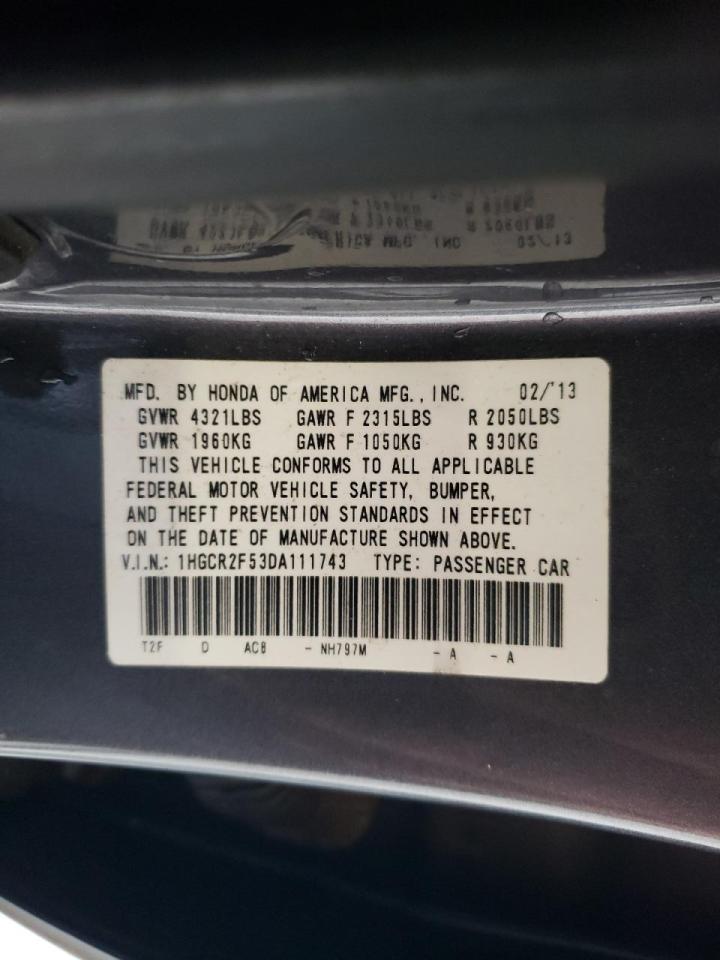 MFD. BY HONDA OF AMERICA MFG., INC. 02/'13
GVWR 4321LBS GAWR F 2315LBS R 2050LBS
GVWR 1960KG GAWR F 1050KG R 930KG
THIS VEHICLE CONFORMS TO ALL APPLICABLE
FEDERAL MOTOR VEHICLE SAFETY, BUMPER,
AND THEFT PREVENTION STANDARDS IN EFFECT
ON THE DATE OF MANUFACTURE SHOWN ABOVE.
V.I.N.: 1HGCR2F53DA111743 TYPE: PASSENGER CAR
T2F D AC8 - NH797M - A - A